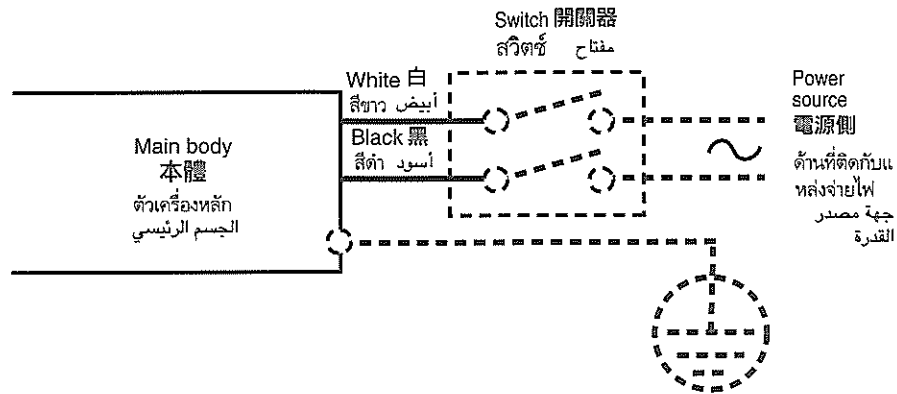 Switch 開關器
สวิตช์ مفتاح
White 白
สีขาว أبيض
Black 黑
สีดำ أسود
Main body
本體
ตัวเครื่องหลัก
الجسم الرئيسي
Power
source
電源側
ด้านที่ติดกับแ
หล่งจ่ายไฟ
جهة مصدر
القدرة